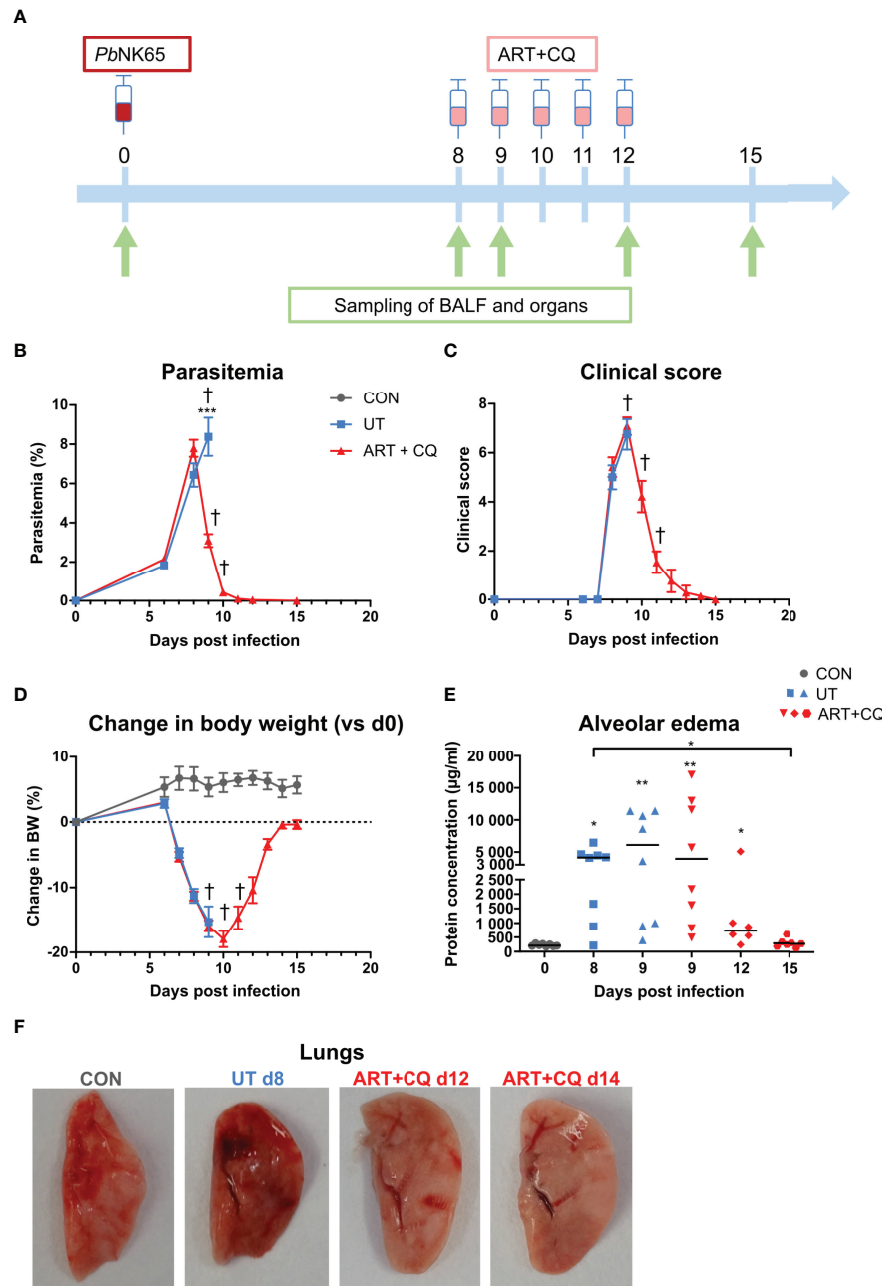 A
PbNK65
ART+CQ
0
8
9
10
11
12
15
Sampling of BALF and organs
B
Parasitemia
Parasitemia (%)
10
8
6
4
2
0
0
5
10
15
20
Days post infection
†
***
†
†
CON
UT
ART + CQ
C
Clinical score
Clinical score
8
6
4
2
0
0
5
10
15
20
Days post infection
†
†
†
D
Change in body weight (vs d0)
Change in BW (%)
10
0
-10
-20
0
5
10
15
20
Days post infection
†
†
†
E
CON
UT
ART+CQ
Alveolar edema
Protein concentration (µg/ml)
20 000
15 000
10 000
5 000
3 000
2 500
2 000
1 500
1 000
500
0
*
*
**
**
*
0
8
9
9
12
15
Days post infection
F
Lungs
CON
UT d8
ART+CQ d12
ART+CQ d14